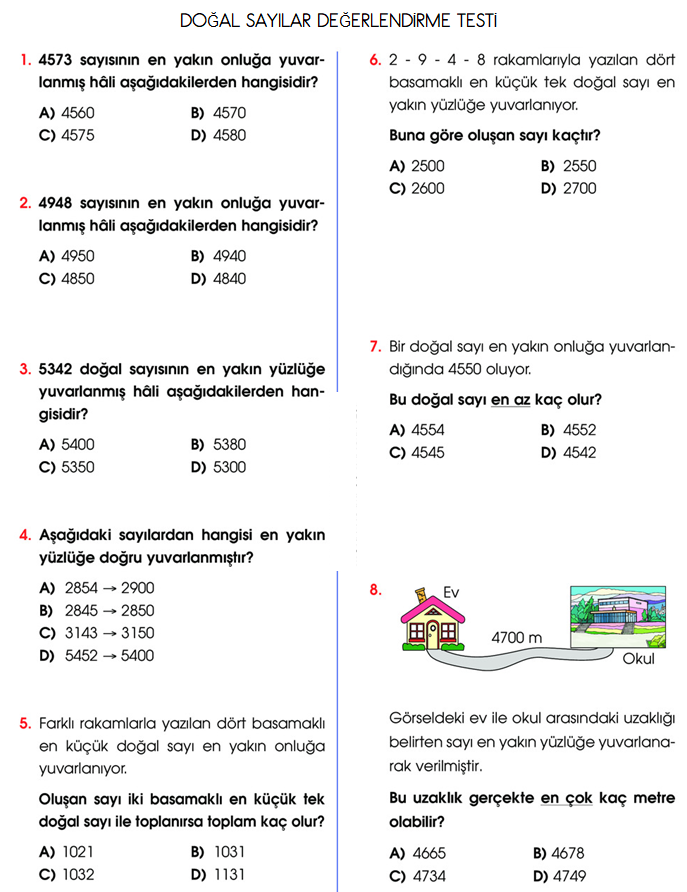 DOĞAL SAYILAR DEĞERLENDİRME TESTİ
1. 4573 sayısının en yakın onluğa yuvar-
lanmış hâli aşağıdakilerden hangisidir?
A) 4560 B) 4570
C) 4575 D) 4580
2. 4948 sayısının en yakın onluğa yuvar-
lanmış hâli aşağıdakilerden hangisidir?
A) 4950 B) 4940
C) 4850 D) 4840
3. 5342 doğal sayısının en yakın yüzlüğe
yuvarlanmış hâli aşağıdakilerden han-
gisidir?
A) 5400 B) 5380
C) 5350 D) 5300
4. Aşağıdaki sayılardan hangisi en yakın
yüzlüğe doğru yuvarlanmıştır?
A) 2854 → 2900
B) 2845 → 2850
C) 3143 → 3150
D) 5452 → 5400
5. Farklı rakamlarla yazılan dört basamaklı
en küçük doğal sayı en yakın onluğa
yuvarlanıyor.
Oluşan sayı iki basamaklı en küçük tek
doğal sayı ile toplanırsa toplam kaç olur?
A) 1021 B) 1031
C) 1032 D) 1131
6. 2 - 9 - 4 - 8 rakamlarıyla yazılan dört
basamaklı en küçük tek doğal sayı en
yakın yüzlüğe yuvarlanıyor.
Buna göre oluşan sayı kaçtır?
A) 2500 B) 2550
C) 2600 D) 2700
7. Bir doğal sayı en yakın onluğa yuvarlan-
dığında 4550 oluyor.
Bu doğal sayı en az kaç olur?
A) 4554 B) 4552
C) 4545 D) 4542
8.
Ev
4700 m
Okul
Görseldeki ev ile okul arasındaki uzaklığı
belirten sayı en yakın yüzlüğe yuvarlana-
rak verilmiştir.
Bu uzaklık gerçekte en çok kaç metre
olabilir?
A) 4665 B) 4678
C) 4734 D) 4749